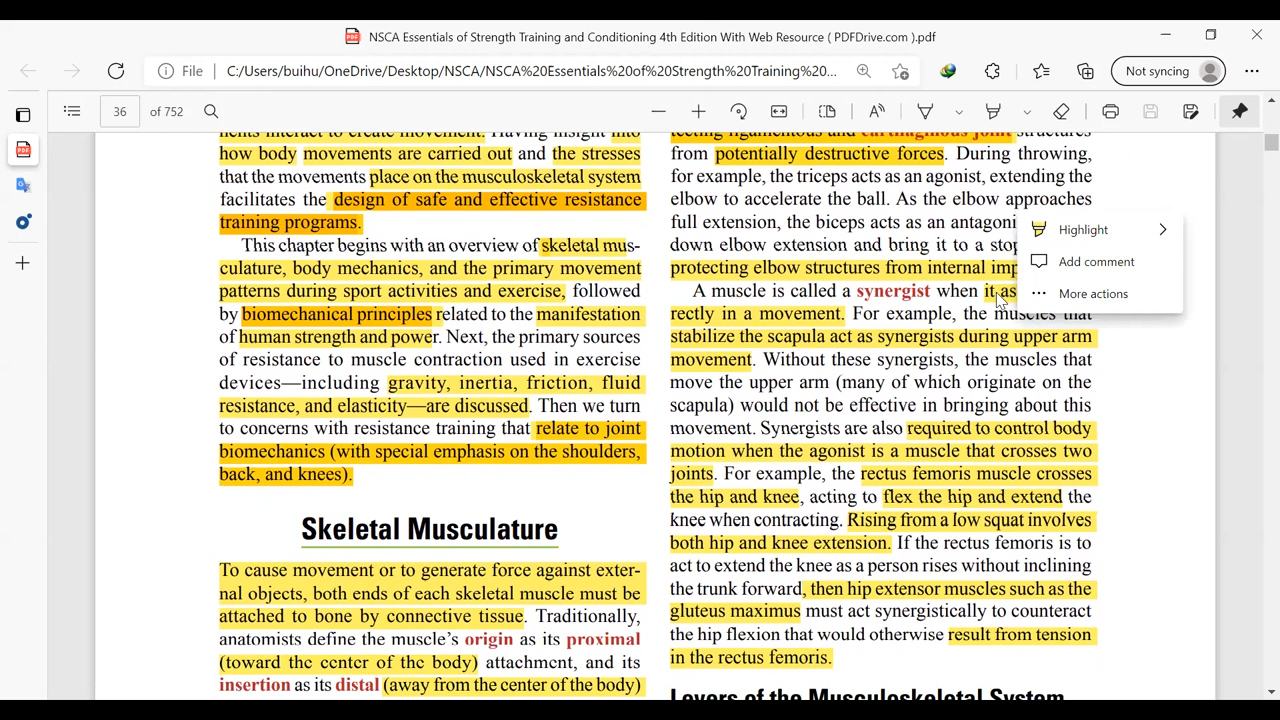 NSCA Essentials of Strength Training and Conditioning 4th Edition With Web Resource ( PDFDrive.com ).pdf
File
C:/Users/buihu/OneDrive/Desktop/NSCA/NSCA%20Essentials%20of%20Strength%20Training%20...
Not syncing
36 of 752
ments interact to create movement. Having insight into
how body movements are carried out and the stresses
that the movements place on the musculoskeletal system
facilitates the design of safe and effective resistance
training programs.
This chapter begins with an overview of skeletal mus-
culature, body mechanics, and the primary movement
patterns during sport activities and exercise, followed
by biomechanical principles related to the manifestation
of human strength and power. Next, the primary sources
of resistance to muscle contraction used in exercise
devices—including gravity, inertia, friction, fluid
resistance, and elasticity—are discussed. Then we turn
to concerns with resistance training that relate to joint
biomechanics (with special emphasis on the shoulders,
back, and knees).
Skeletal Musculature
To cause movement or to generate force against exter-
nal objects, both ends of each skeletal muscle must be
attached to bone by connective tissue. Traditionally,
anatomists define the muscle's origin as its proximal
(toward the center of the body) attachment, and its
insertion as its distal (away from the center of the body)
tecting ligamentous and cartilaginous joint structures
from potentially destructive forces. During throwing,
for example, the triceps acts as an agonist, extending the
elbow to accelerate the ball. As the elbow approaches
full extension, the biceps acts as an antagoni
down elbow extension and bring it to a stop
protecting elbow structures from internal imp
A muscle is called a synergist when it as
rectly in a movement. For example, the muscles that
stabilize the scapula act as synergists during upper arm
movement. Without these synergists, the muscles that
move the upper arm (many of which originate on the
scapula) would not be effective in bringing about this
movement. Synergists are also required to control body
motion when the agonist is a muscle that crosses two
joints. For example, the rectus femoris muscle crosses
the hip and knee, acting to flex the hip and extend the
knee when contracting. Rising from a low squat involves
both hip and knee extension. If the rectus femoris is to
act to extend the knee as a person rises without inclining
the trunk forward, then hip extensor muscles such as the
gluteus maximus must act synergistically to counteract
the hip flexion that would otherwise result from tension
in the rectus femoris.
Levers of the Musculoskeletal System
Highlight
Add comment
More actions